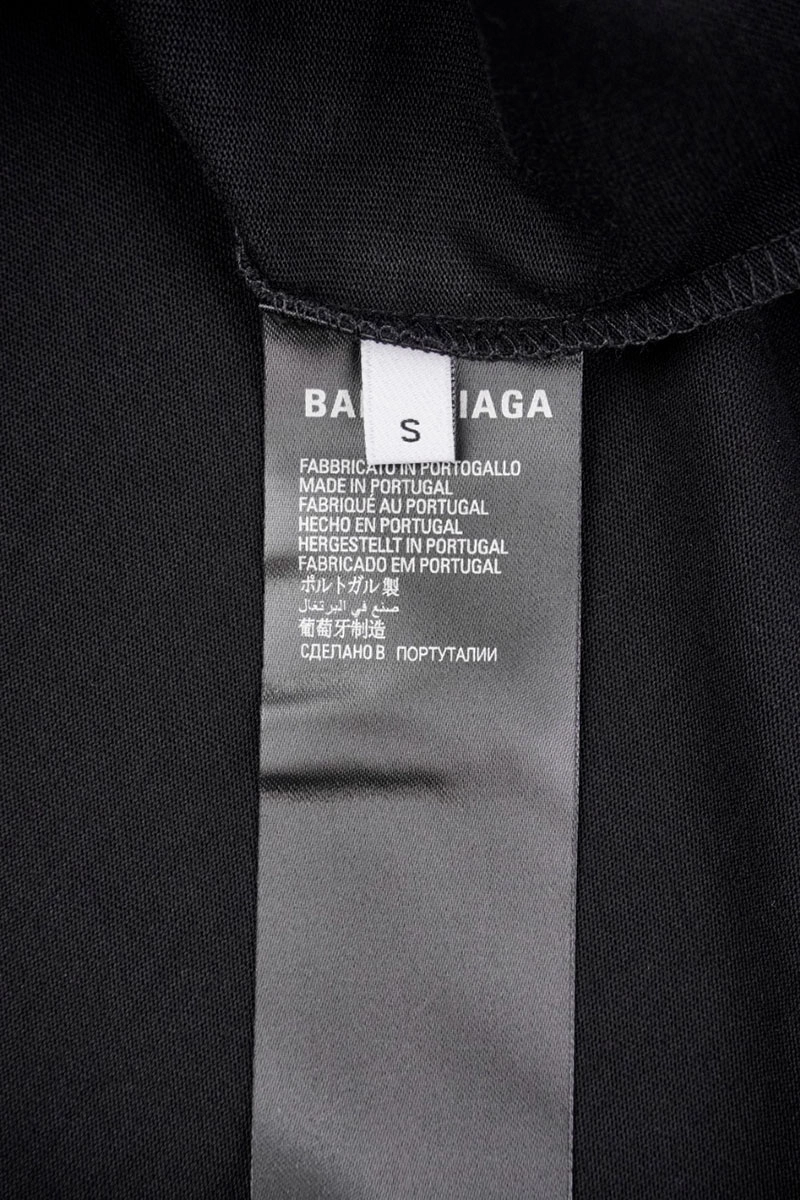 BA IAGA
S
FABBRICATO IN PORTOGALLO
MADE IN PORTUGAL
FABRIQUÉ AU PORTUGAL
HECHO EN PORTUGAL
HERGESTELLT IN PORTUGAL
FABRICADO EM PORTUGAL
ポルトガル製
صنع في البرتغال
葡萄牙制造
СДЕЛАНО В ПОРТУТАЛИИ